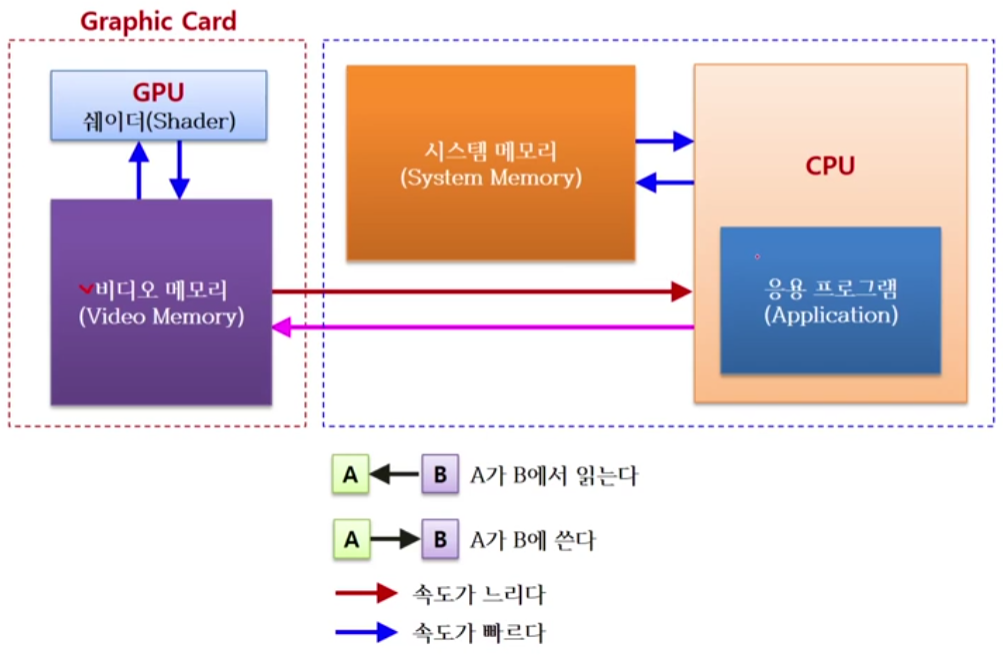 Graphic Card
GPU
쉐이더(Shader)
시스템 메모리
(System Memory)
CPU
비디오 메모리
(Video Memory)
응용 프로그램
(Application)
A B A가 B에서 읽는다
A B A가 B에 쓴다
속도가 느리다
속도가 빠르다